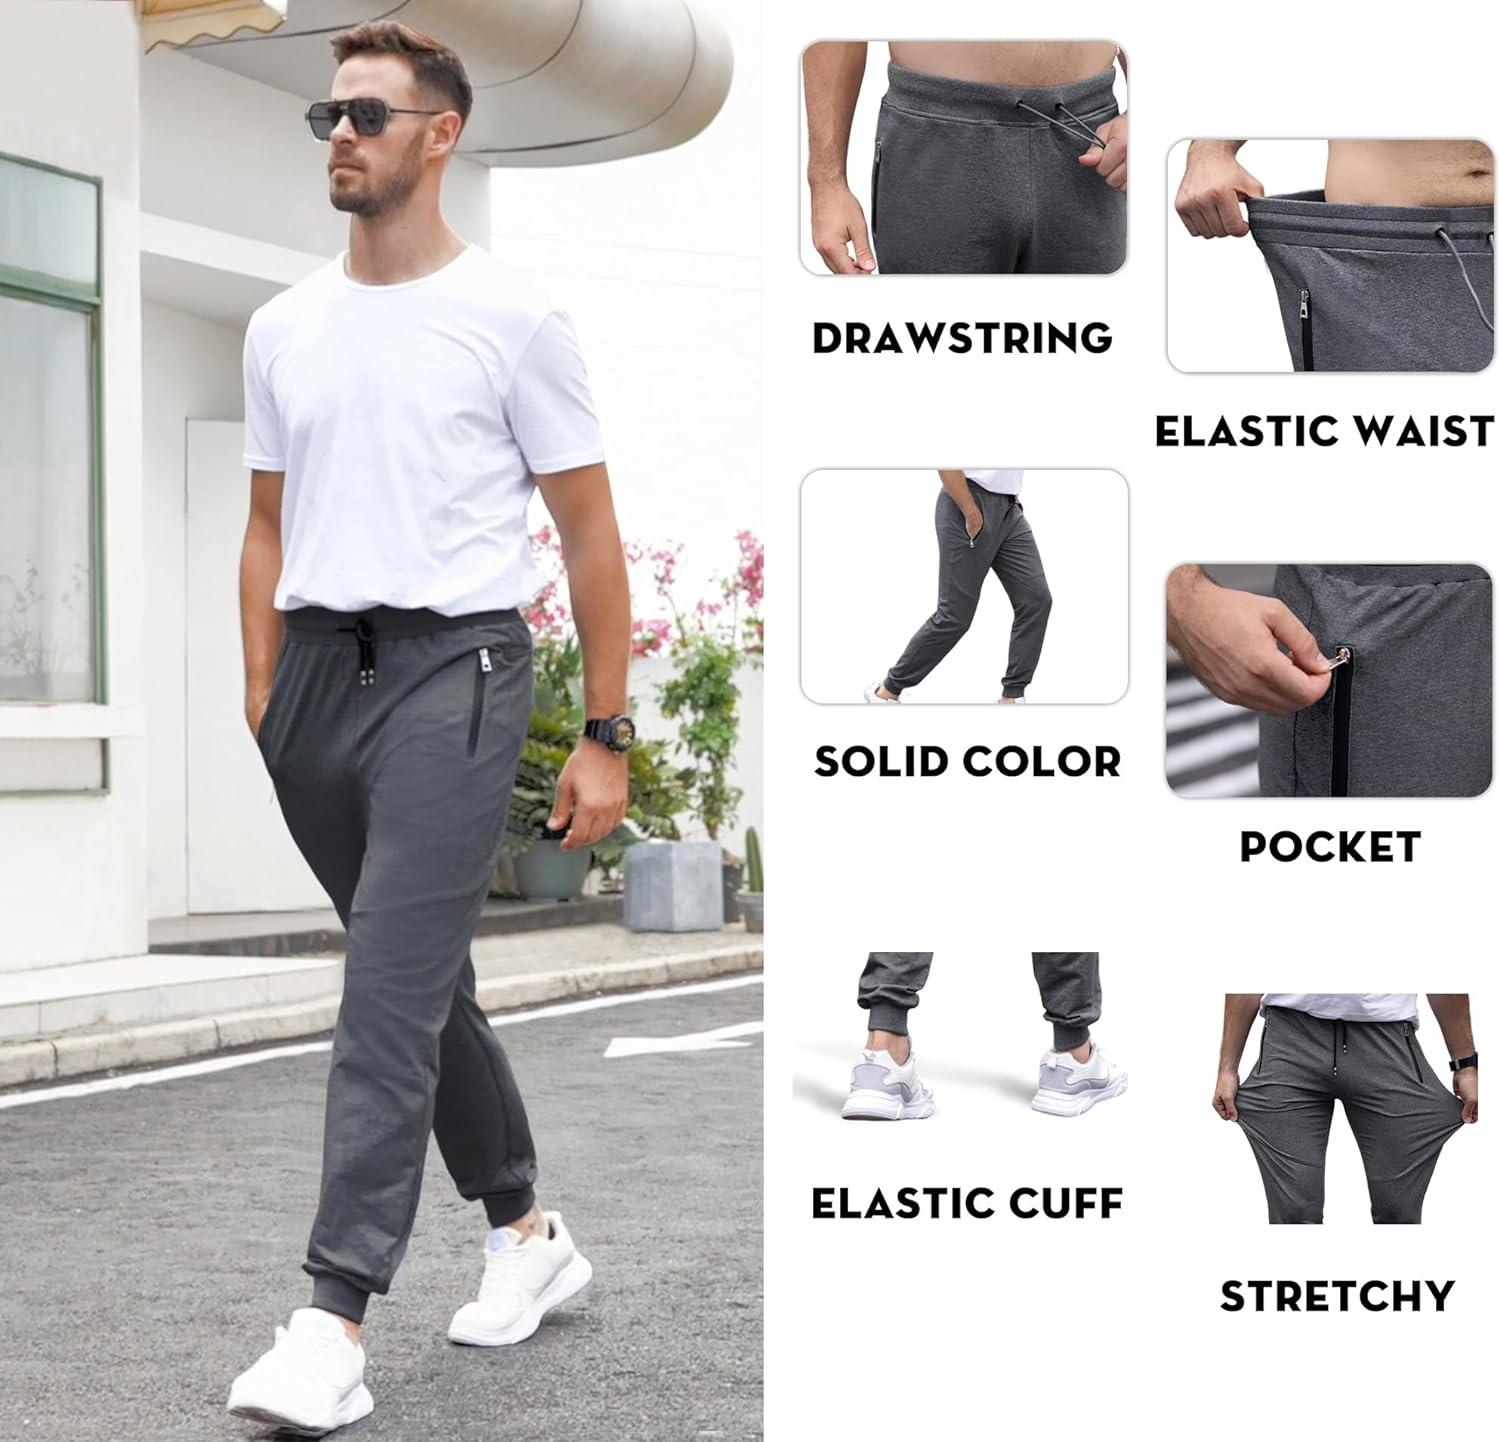 DRAWSTRING
ELASTIC WAIST
SOLID COLOR
POCKET
ELASTIC CUFF
STRETCHY